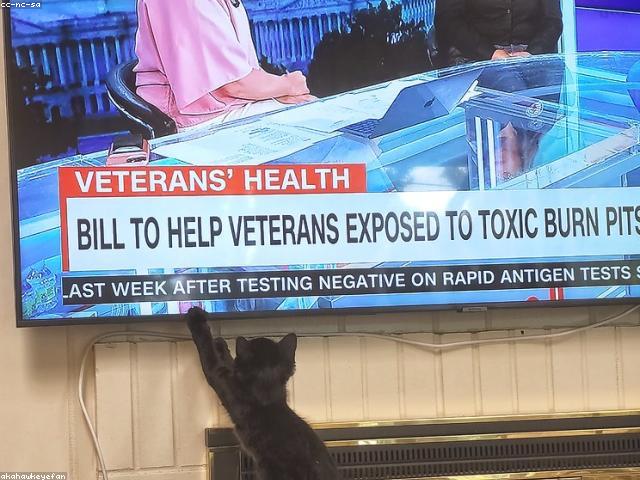 cc-nc-sa
VETERANS' HEALTH
BILL TO HELP VETERANS EXPOSED TO TOXIC BURN PITS
LAST WEEK AFTER TESTING NEGATIVE ON RAPID ANTIGEN TESTS S
akahawkeyefan